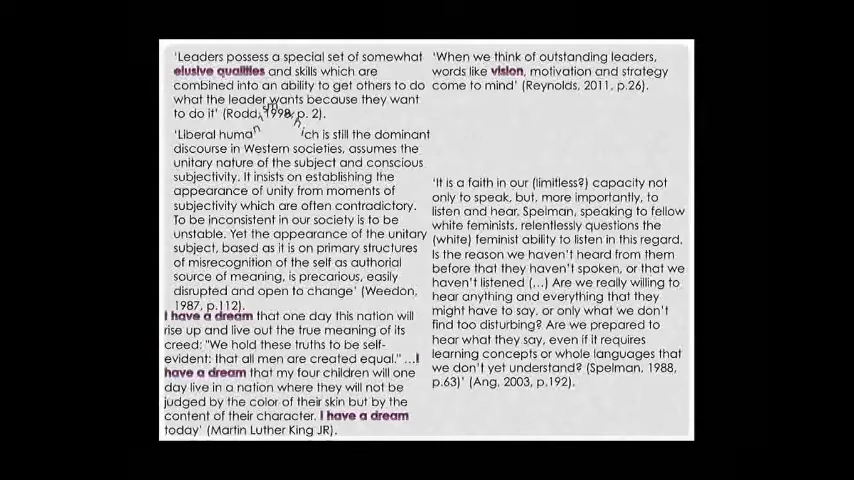 'Leaders possess a special set of somewhat
elusive qualities and skills which are
combined into an ability to get others to do
what the leader wants because they want
to do it' (Rodd, 1998, p. 2).
'Liberal humanism which is still the dominant
discourse in Western societies, assumes the
unitary nature of the subject and conscious
subjectivity. It insists on establishing the
appearance of unity from moments of
subjectivity which are often contradictory.
To be inconsistent in our society is to be
unstable. Yet the appearance of the unitary
subject, based as it is on primary structures
of misrecognition of the self as authorial
source of meaning, is precarious, easily
disrupted and open to change' (Weedon,
1987, p.112).
I have a dream that one day this nation will
rise up and live out the true meaning of its
creed: "We hold these truths to be self-
evident: that all men are created equal." ...I
have a dream that my four children will one
day live in a nation where they will not be
judged by the color of their skin but by the
content of their character. I have a dream
today' (Martin Luther King JR).
'When we think of outstanding leaders,
words like vision, motivation and strategy
come to mind' (Reynolds, 2011, p.26).
'It is a faith in our (limitless?) capacity not
only to speak, but, more importantly, to
listen and hear. Spelman, speaking to fellow
white feminists, relentlessly questions the
(white) feminist ability to listen in this regard.
Is the reason we haven't heard from them
before that they haven't spoken, or that we
haven't listened (...) Are we really willing to
hear anything and everything that they
might have to say, or only what we don't
find too disturbing? Are we prepared to
hear what they say, even if it requires
learning concepts or whole languages that
we don't yet understand? (Spelman, 1988,
p.63)' (Ang, 2003, p.192).